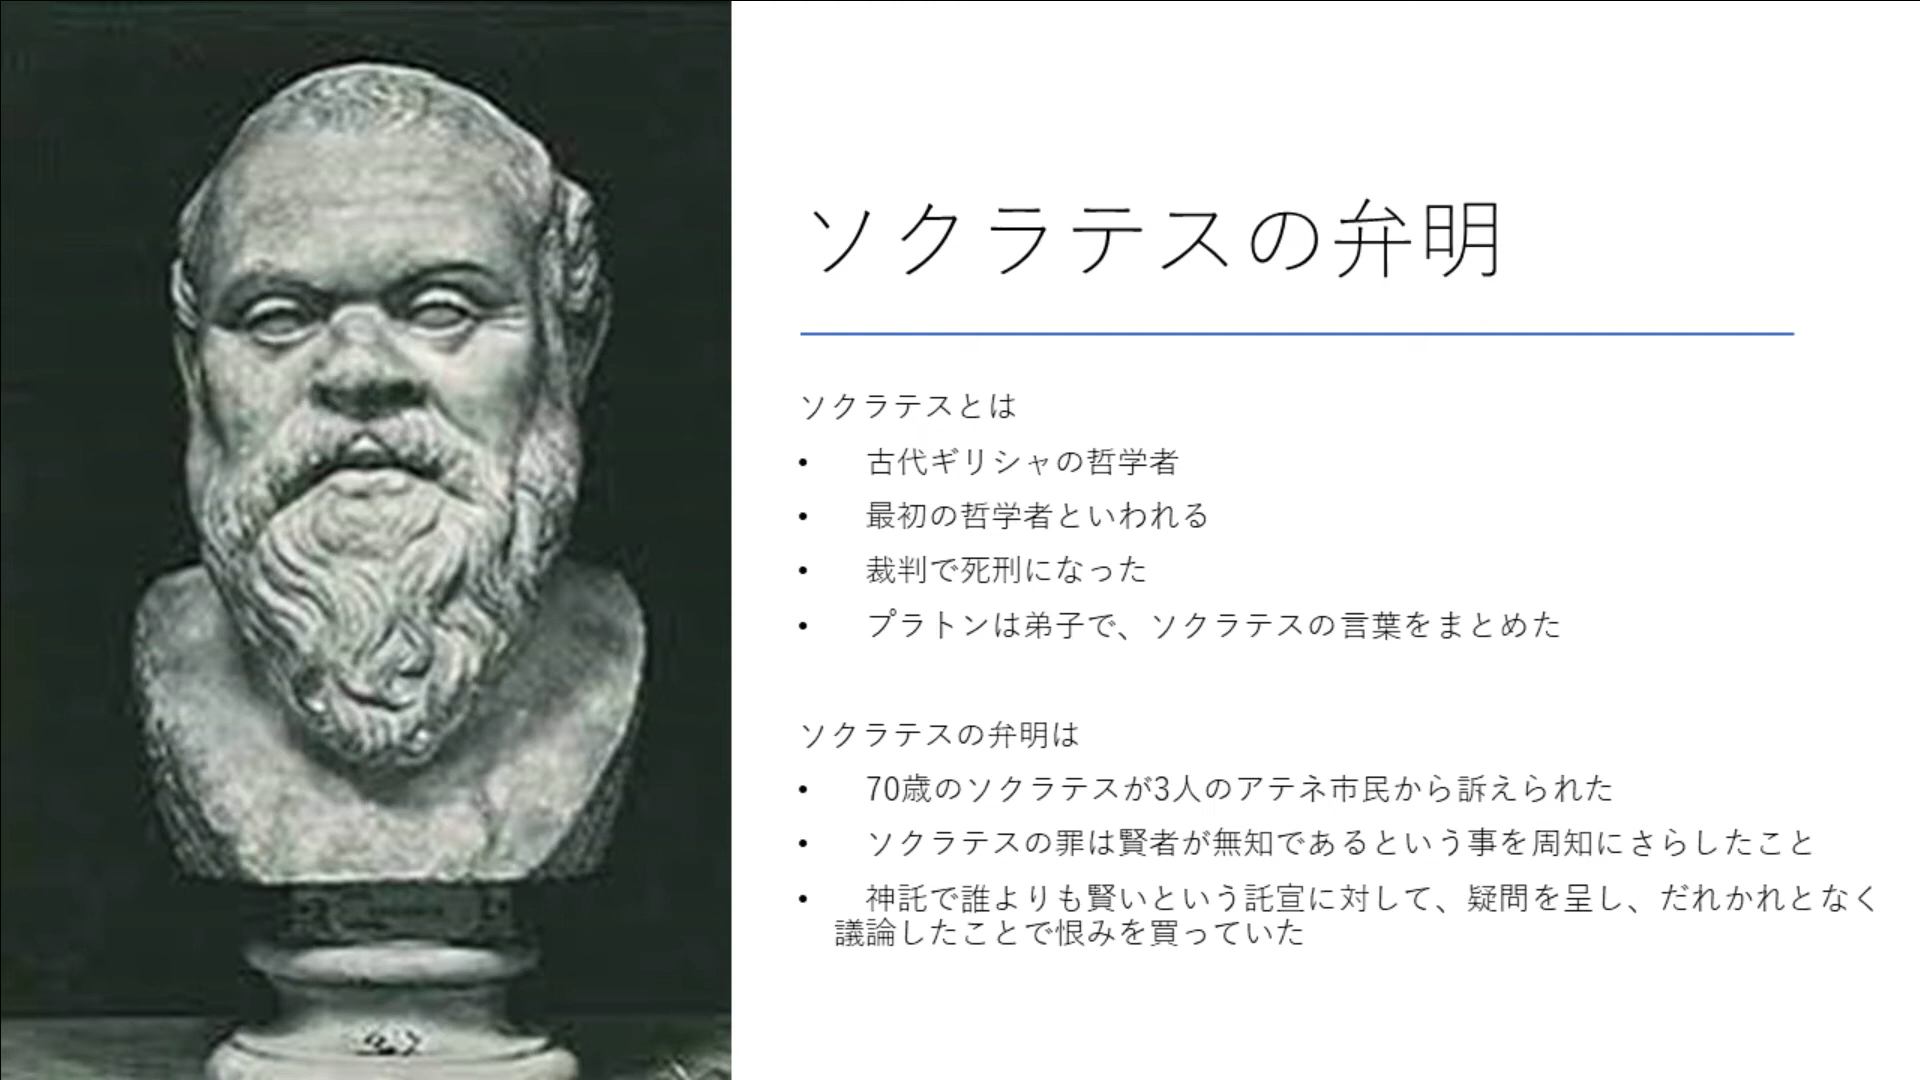 ソクラテスの弁明
ソクラテスとは
• 古代ギリシャの哲学者
• 最初の哲学者といわれる
• 裁判で死刑になった
• プラトンは弟子で、ソクラテスの言葉をまとめた
ソクラテスの弁明は
• 70歳のソクラテスが3人のアテネ市民から訴えられた
• ソクラテスの罪は賢者が無知であるという事を周知にさらしたこと
• 神託で誰よりも賢いという託宣に対して、疑問を呈し、だれかれとなく
議論したことで恨みを買っていた